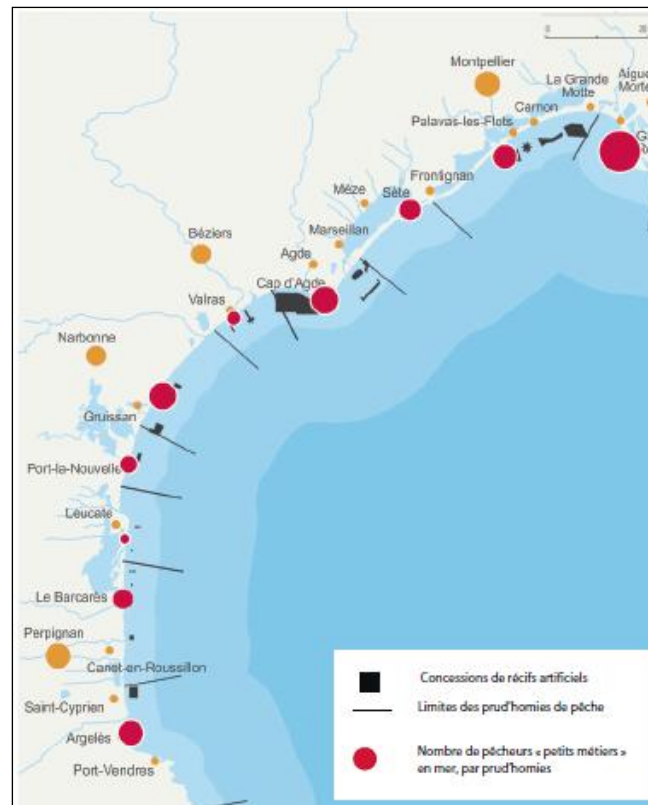 0
Montpellier
La Grande
Motte
Carnon
Palavas-les-Flots
Frontignan
Mèze
Sète
Marseillan
Béziers
Agde
Cap d'Agde
Valras
Narbonne
Gruissan
Port-la-Nouvelle
Leucate
Le Barcarès
Perpignan
Canet-en-Roussillon
Saint-Cyprien
Argelès
Port-Vendres
Concessions de récifs artificiels
Limites des prud'homies de pêche
Nombre de pêcheurs « petits métiers »
en mer, par prud'homies